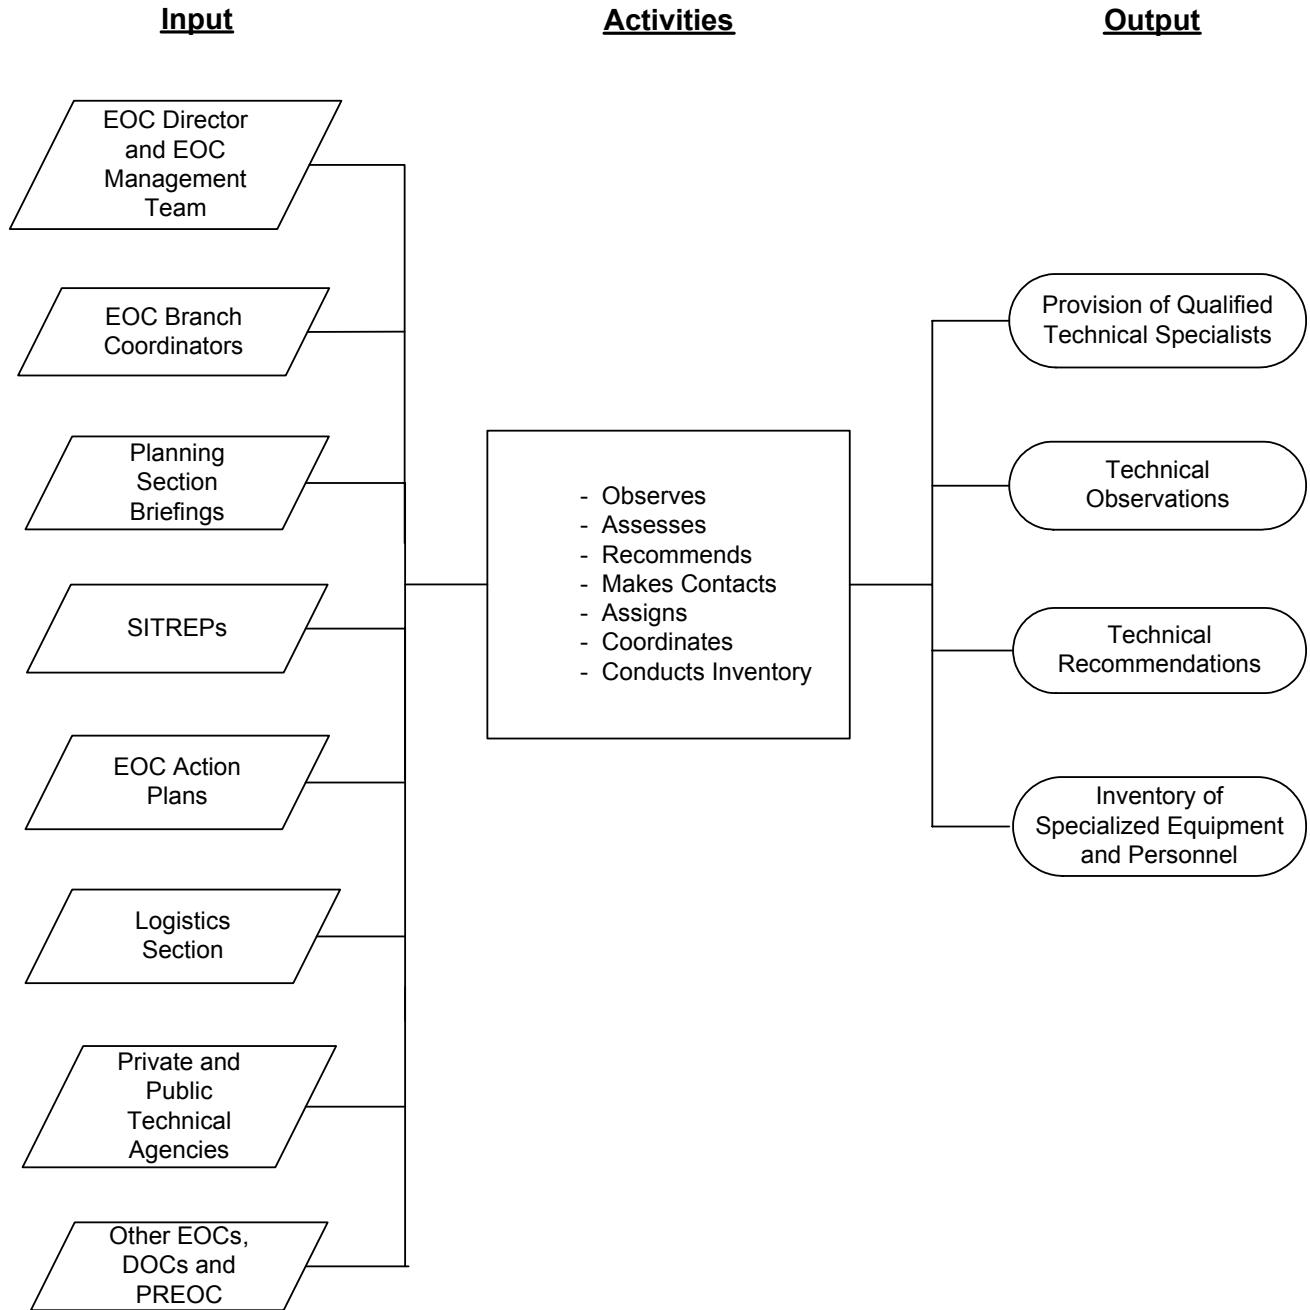 Input
Activities
Output
EOC Director
and EOC
Management
Team
EOC Branch
Coordinators
Planning
Section
Briefings
SITREPs
EOC Action
Plans
Logistics
Section
Private and
Public
Technical
Agencies
Other EOCs,
DOCs and
PREOC
- Observes
- Assesses
- Recommends
- Makes Contacts
- Assigns
- Coordinates
- Conducts Inventory
Provision of Qualified
Technical Specialists
Technical
Observations
Technical
Recommendations
Inventory of
Specialized Equipment
and Personnel